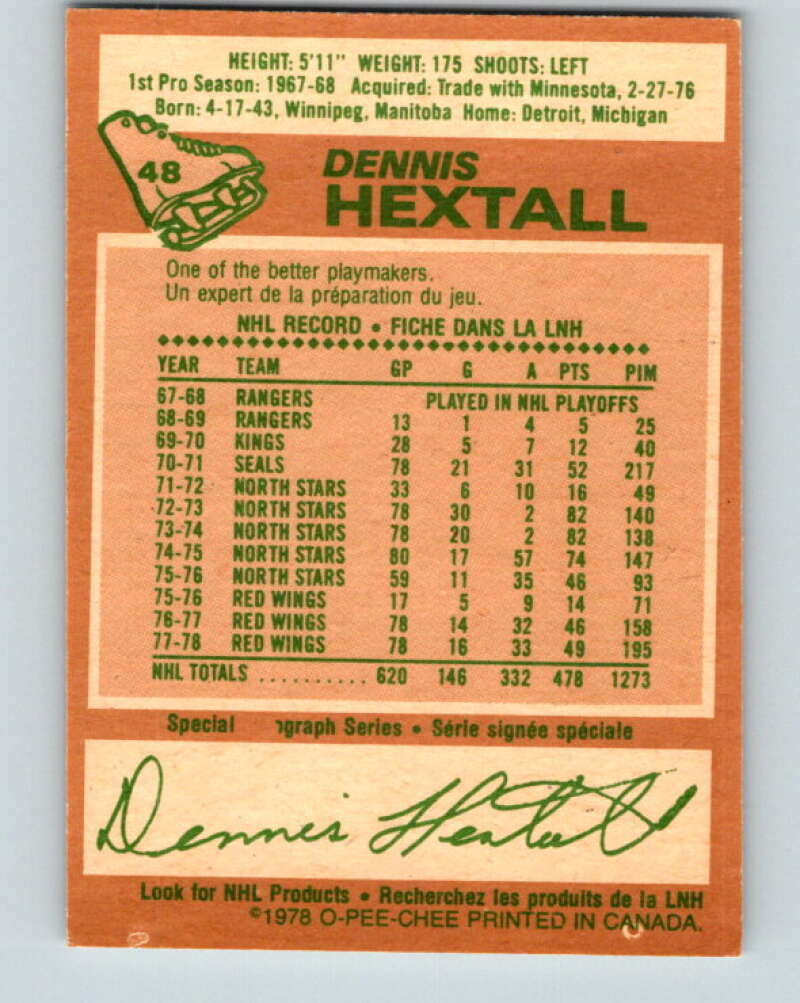 HEIGHT: 5'11" WEIGHT: 175 SHOOTS: LEFT
1st Pro Season: 1967-68 Acquired: Trade with Minnesota, 2-27-76
Born: 4-17-43, Winnipeg, Manitoba Home: Detroit, Michigan
48
DENNIS
HEXTALL
One of the better playmakers.
Un expert de la préparation du jeu.
NHL RECORD • FICHE DANS LA LNH
YEAR TEAM GP G A PTS PIM
67-68 RANGERS PLAYED IN NHL PLAYOFFS
68-69 RANGERS 13 1 4 5 25
69-70 KINGS 28 5 7 12 40
70-71 SEALS 78 21 31 52 217
71-72 NORTH STARS 33 6 10 16 49
72-73 NORTH STARS 78 30 2 82 140
73-74 NORTH STARS 78 20 2 82 138
74-75 NORTH STARS 80 17 57 74 147
75-76 NORTH STARS 59 11 35 46 93
75-76 RED WINGS 17 5 9 14 71
76-77 RED WINGS 78 14 32 46 158
77-78 RED WINGS 78 16 33 49 195
NHL TOTALS .......... 620 146 332 478 1273
Special ograph Series • Série signée spéciale
Dennis Hextall
Look for NHL Products • Recherchez les produits de la LNH
©1978 O-PEE-CHEE PRINTED IN CANADA.